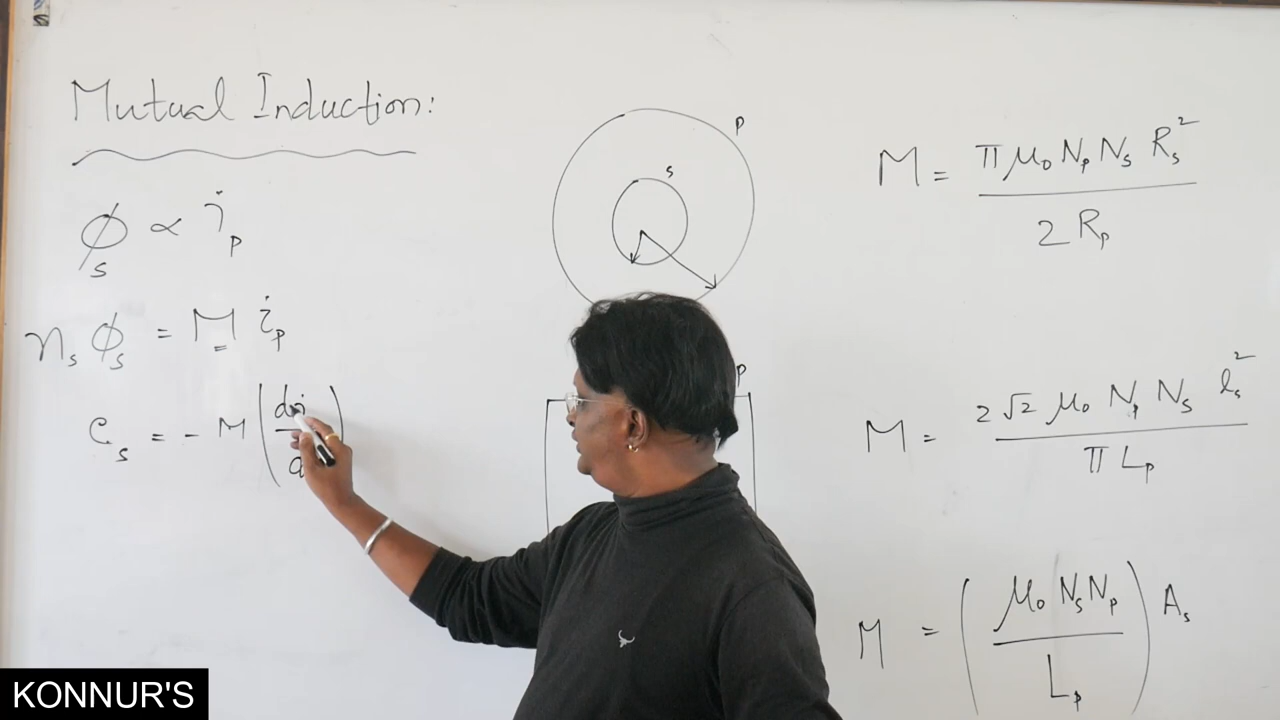 Mutual Induction:
ϕₛ ∝ iₚ
nₛ ϕₛ = M iₚ
eₛ = - M (di
P
S
P
M = π μ₀ Nₚ Nₛ Rₛ² / 2 Rₚ
M = 2 √2 μ₀ Nₚ Nₛ lₛ² / π Lₚ
M = ( μ₀ Nₛ Nₚ / Lₚ ) Aₛ
KONNUR'S